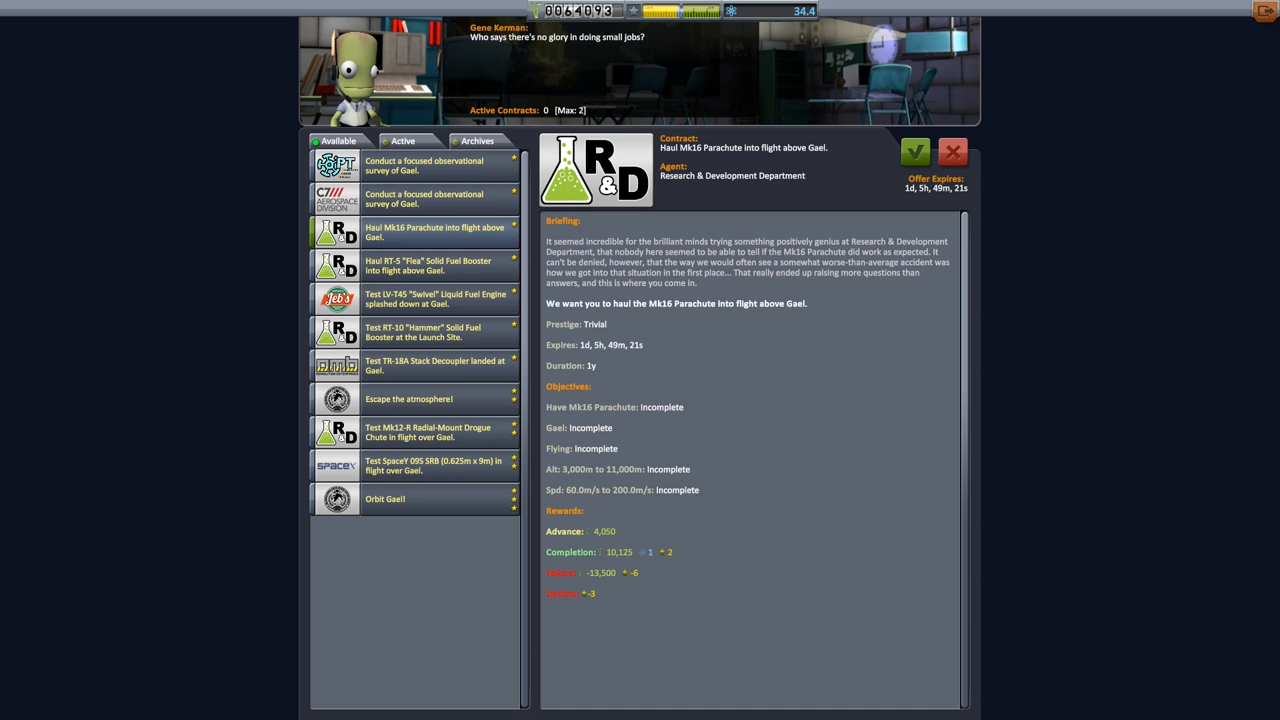 0064093
34.4
Gene Kerman:
Who says there's no glory in doing small jobs?
Active Contracts: 0 [Max: 2]
Available
Active
Archives
PT
Conduct a focused observational
survey of Gael.
C7///
AEROSPACE
DIVISION
Conduct a focused observational
survey of Gael.
R&D
Haul Mk16 Parachute into flight above
Gael.
R&D
Haul RT-5 "Flea" Solid Fuel Booster
into flight above Gael.
Jeb's
Test LV-T45 "Swivel" Liquid Fuel Engine
splashed down at Gael.
R&D
Test RT-10 "Hammer" Solid Fuel
Booster at the Launch Site.
Test TR-18A Stack Decoupler landed at
Gael.
Escape the atmosphere!
R&D
Test Mk12-R Radial-Mount Drogue
Chute in flight over Gael.
SPACEY
Test SpaceY 09S SRB (0.625m x 9m) in
flight over Gael.
Orbit Gael!
R&D
Contract:
Haul Mk16 Parachute into flight above Gael.
Agent:
Research & Development Department
Offer Expires:
1d, 5h, 49m, 21s
Briefing:
It seemed incredible for the brilliant minds trying something positively genius at Research & Development
Department, that nobody here seemed to be able to tell if the Mk16 Parachute did work as expected. It
can't be denied, however, that the way we would often see a somewhat worse-than-average accident was
how we got into that situation in the first place... That really ended up raising more questions than
answers, and this is where you come in.
We want you to haul the Mk16 Parachute into flight above Gael.
Prestige: Trivial
Expires: 1d, 5h, 49m, 21s
Duration: 1y
Objectives:
Have Mk16 Parachute: Incomplete
Gael: Incomplete
Flying: Incomplete
Alt: 3,000m to 11,000m: Incomplete
Spd: 60.0m/s to 200.0m/s: Incomplete
Rewards:
Advance: 4,050
Completion: 10,125 1 2
Failure: -13,500 -6
Decline: -3